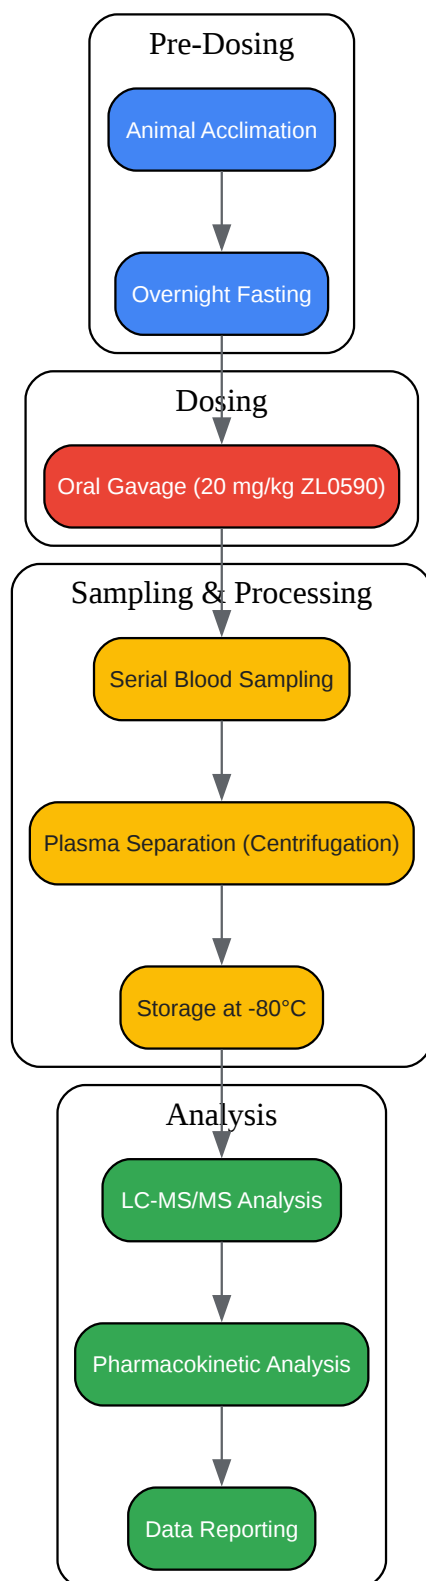 Pre-Dosing
Animal Acclimation
Overnight Fasting
Dosing
Oral Gavage (20 mg/kg ZL0590)
Sampling & Processing
Serial Blood Sampling
Plasma Separation (Centrifugation)
Storage at -80°C
Analysis
LC-MS/MS Analysis
Pharmacokinetic Analysis
Data Reporting